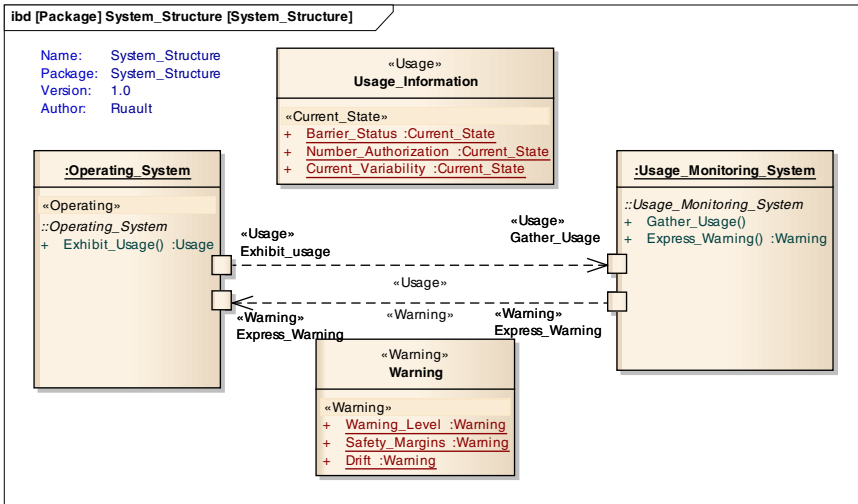 ibd [Package] System_Structure [System_Structure]
Name: System_Structure
Package: System_Structure
Version: 1.0
Author: Ruault
«Usage»
Usage_Information
«Current_State»
+ Barrier_Status :Current_State
+ Number_Authorization :Current_State
+ Current_Variability :Current_State
:Operating_System
«Operating»
::Operating_System
+ Exhibit_Usage() :Usage
:Usage_Monitoring_System
::Usage_Monitoring_System
+ Gather_Usage()
+ Express_Warning() :Warning
«Usage»
Exhibit_usage
«Usage»
Gather_Usage
«Usage»
«Warning»
Express_Warning
«Warning»
«Warning»
Express_Warning
«Warning»
Warning
«Warning»
+ Warning_Level :Warning
+ Safety_Margins :Warning
+ Drift :Warning